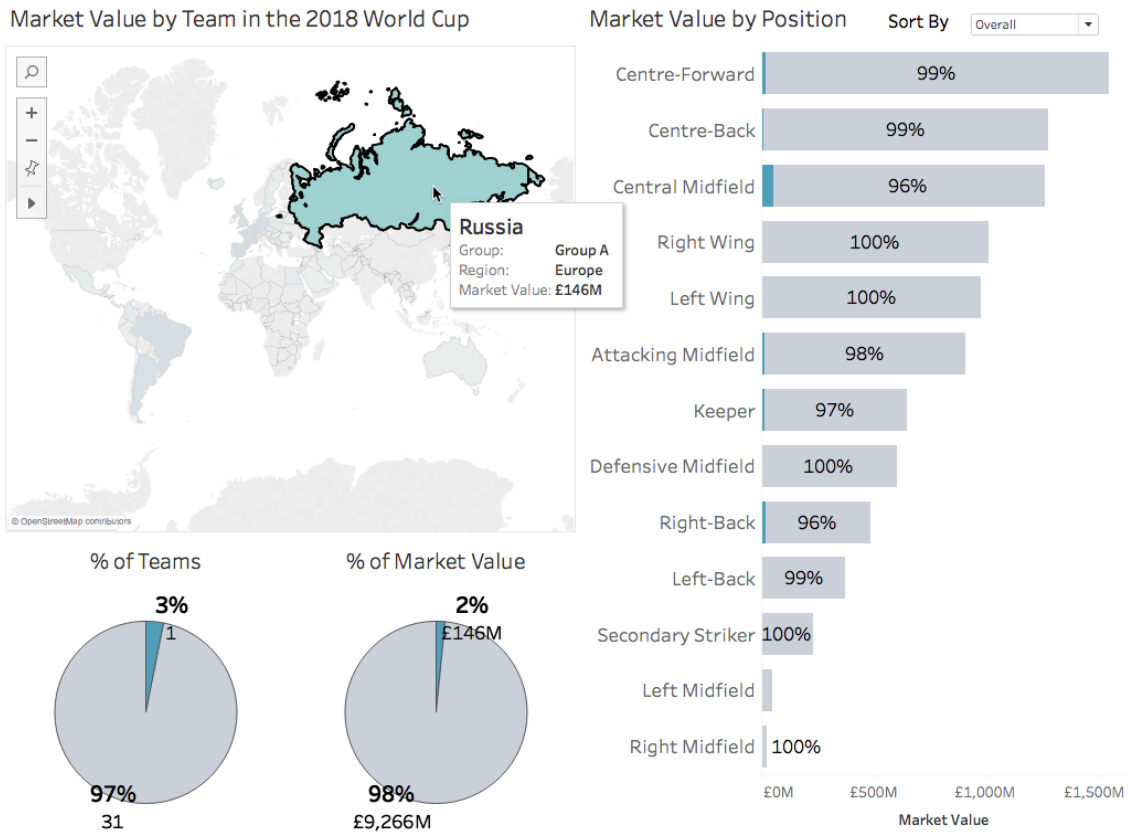 Market Value by Team in the 2018 World Cup
Russia
Group: Group A
Region: Europe
Market Value: £146M
© OpenStreetMap contributors
% of Teams
3%
1
97%
31
% of Market Value
2%
£146M
98%
£9,266M
Market Value by Position
Sort By
Overall
Centre-Forward 99%
Centre-Back 99%
Central Midfield 96%
Right Wing 100%
Left Wing 100%
Attacking Midfield 98%
Keeper 97%
Defensive Midfield 100%
Right-Back 96%
Left-Back 99%
Secondary Striker 100%
Left Midfield
Right Midfield 100%
£0M £500M £1,000M £1,500M
Market Value